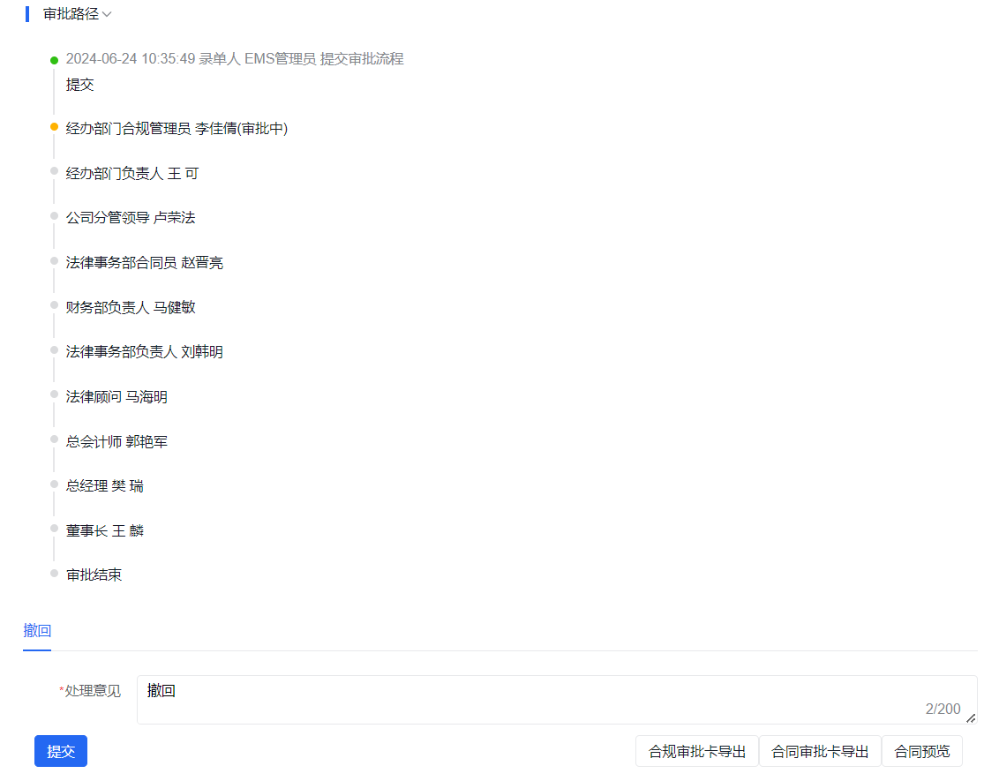 审批路径
2024-06-24 10:35:49 录单人 EMS管理员 提交审批流程
提交
经办部门合规管理员 李佳倩(审批中)
经办部门负责人 王 可
公司分管领导 卢荣法
法律事务部合同员 赵晋亮
财务部负责人 马健敏
法律事务部负责人 刘韩明
法律顾问 马海明
总会计师 郭艳军
总经理 樊 瑞
董事长 王 麟
审批结束
撤回
*处理意见 撤回
2/200
提交 合规审批卡导出 合同审批卡导出 合同预览